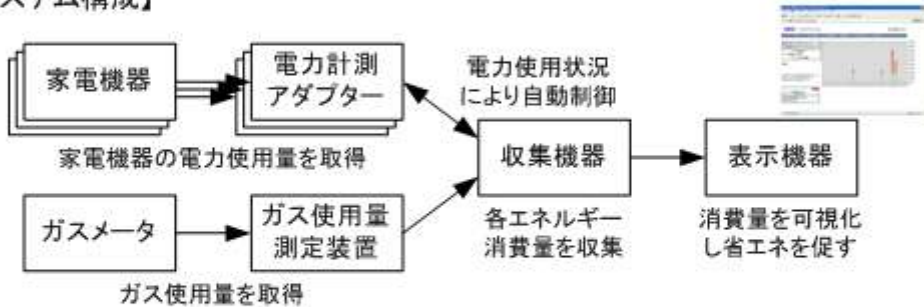 ステム構成】
家電機器
電力計測
アダプター
電力使用状況
により自動制御
家電機器の電力使用量を取得
収集機器
表示機器
ガスメータ
ガス使用量
測定装置
各エネルギー
消費量を収集
消費量を可視化
し省エネを促す
ガス使用量を取得